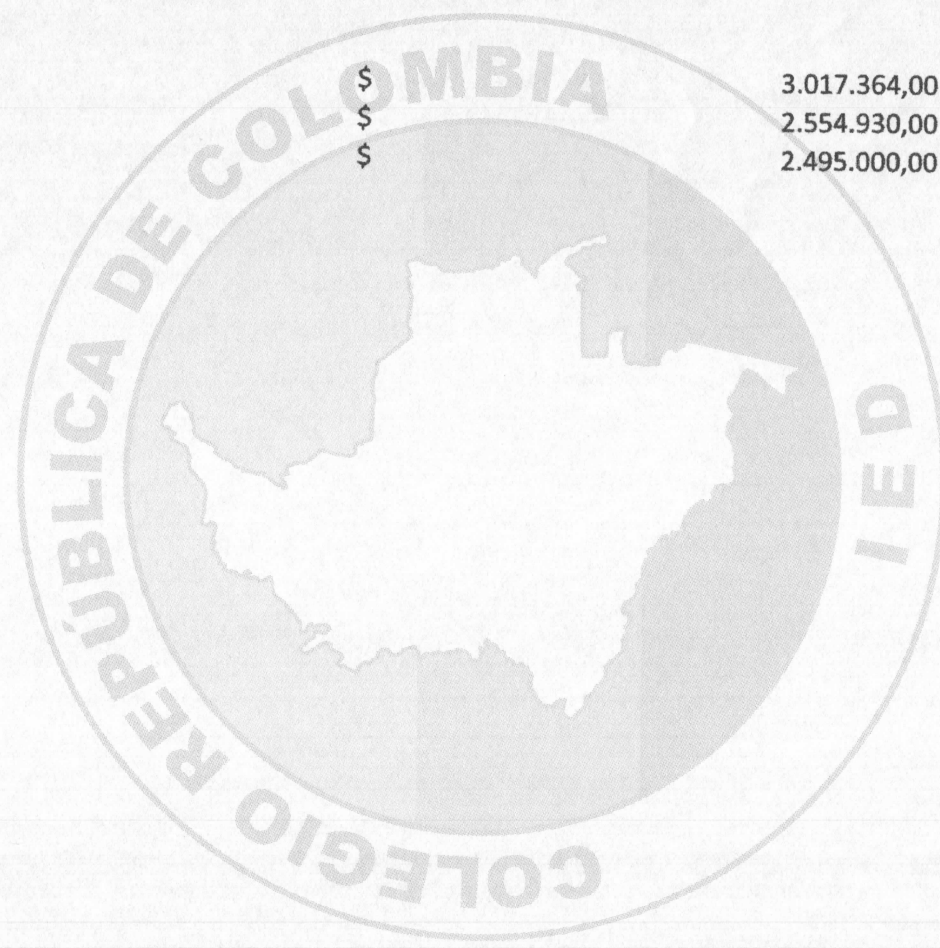 $ 3.017.364,00
$ 2.554.930,00
$ 2.495.000,00
COLEGIO REPÚBLICA DE COLOMBIA
IED